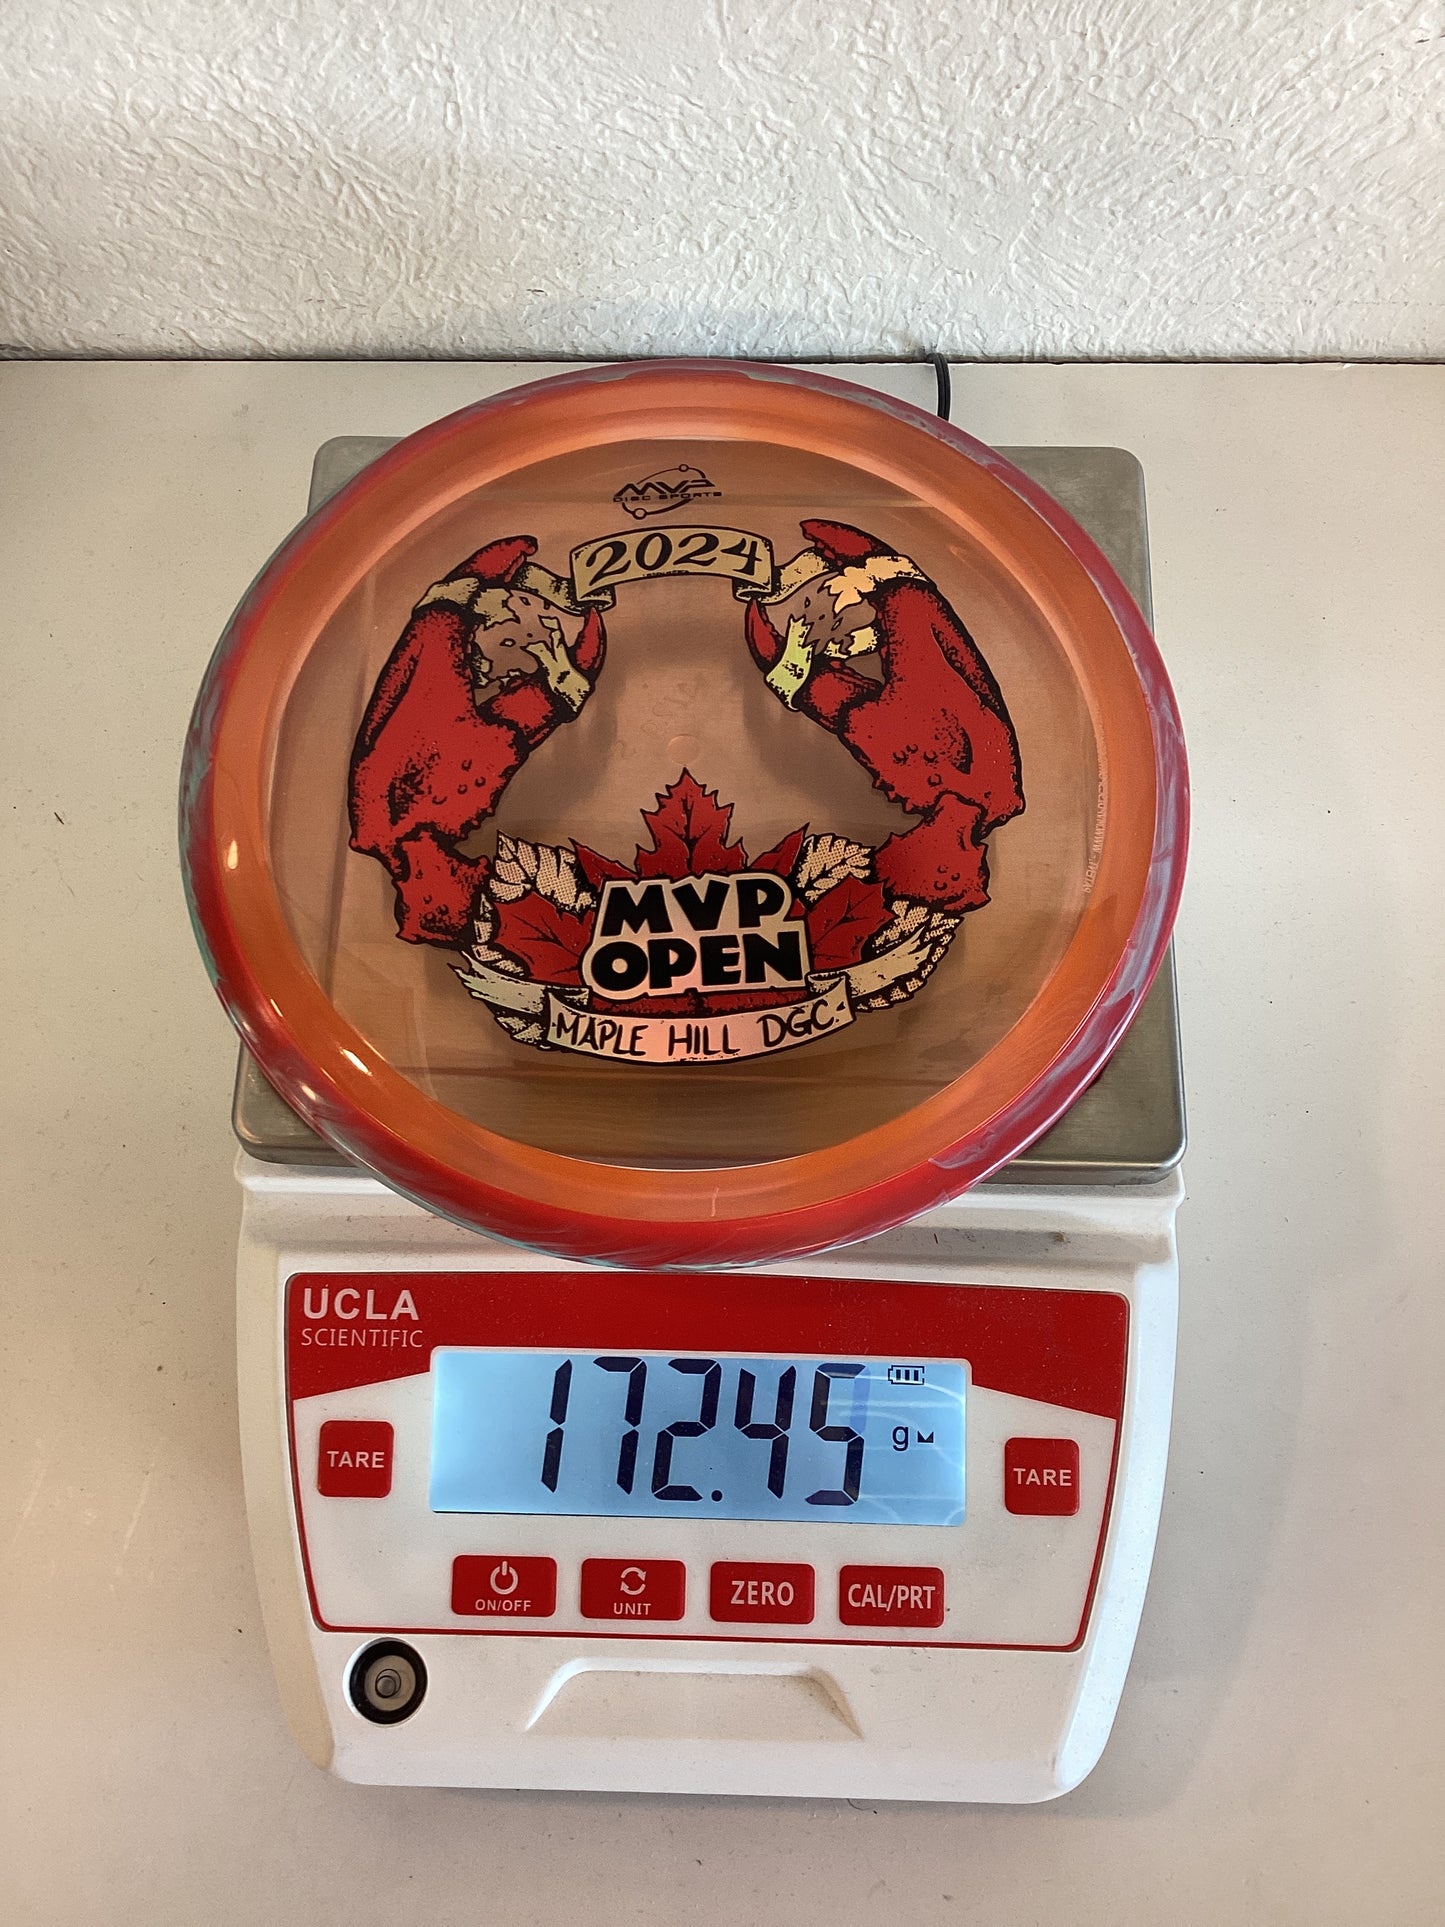 MVP
DISC SPORTS
2024
MVP
OPEN
MAPLE HILL DGC
UCLA
SCIENTIFIC
172.45
g
TARE
TARE
ON/OFF
UNIT
ZERO
CAL/PRT